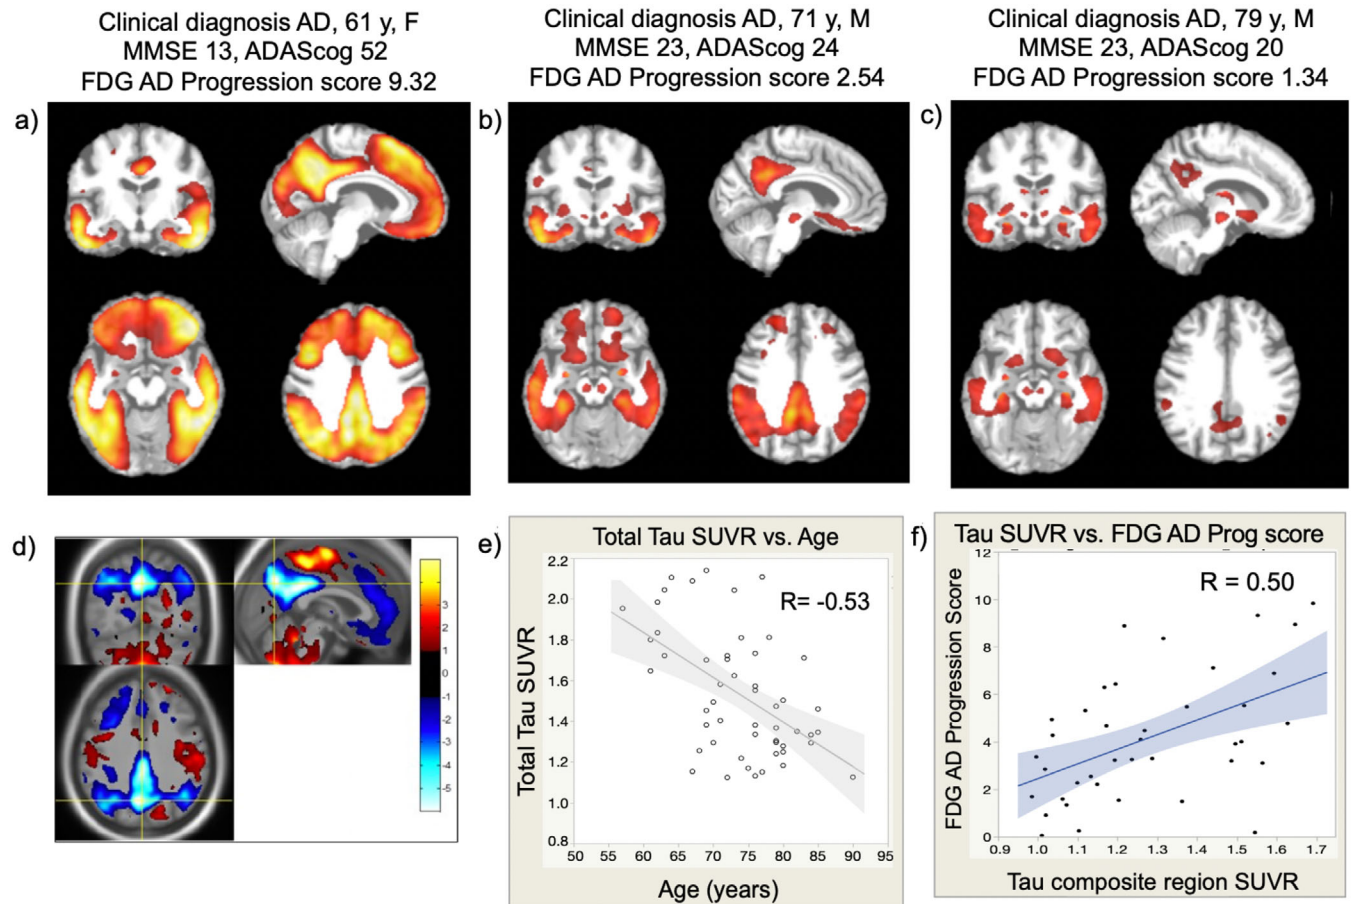 Clinical diagnosis AD, 61 y, F
MMSE 13, ADAScog 52
FDG AD Progression score 9.32
Clinical diagnosis AD, 71 y, M
MMSE 23, ADAScog 24
FDG AD Progression score 2.54
Clinical diagnosis AD, 79 y, M
MMSE 23, ADAScog 20
FDG AD Progression score 1.34
a)
b)
c)
d)
3
2
1
-1
-2
-3
-4
-5
e)
Total Tau SUVR vs. Age
R= -0.53
Total Tau SUVR
2.2
2.0
1.8
1.6
1.4
1.2
1.0
0.8
50 55 60 65 70 75 80 85 90 95
Age (years)
f)
Tau SUVR vs. FDG AD Prog score
R = 0.50
FDG AD Progression Score
12
10
8
6
4
2
0
0.9 1.0 1.1 1.2 1.3 1.4 1.5 1.6 1.7
Tau composite region SUVR